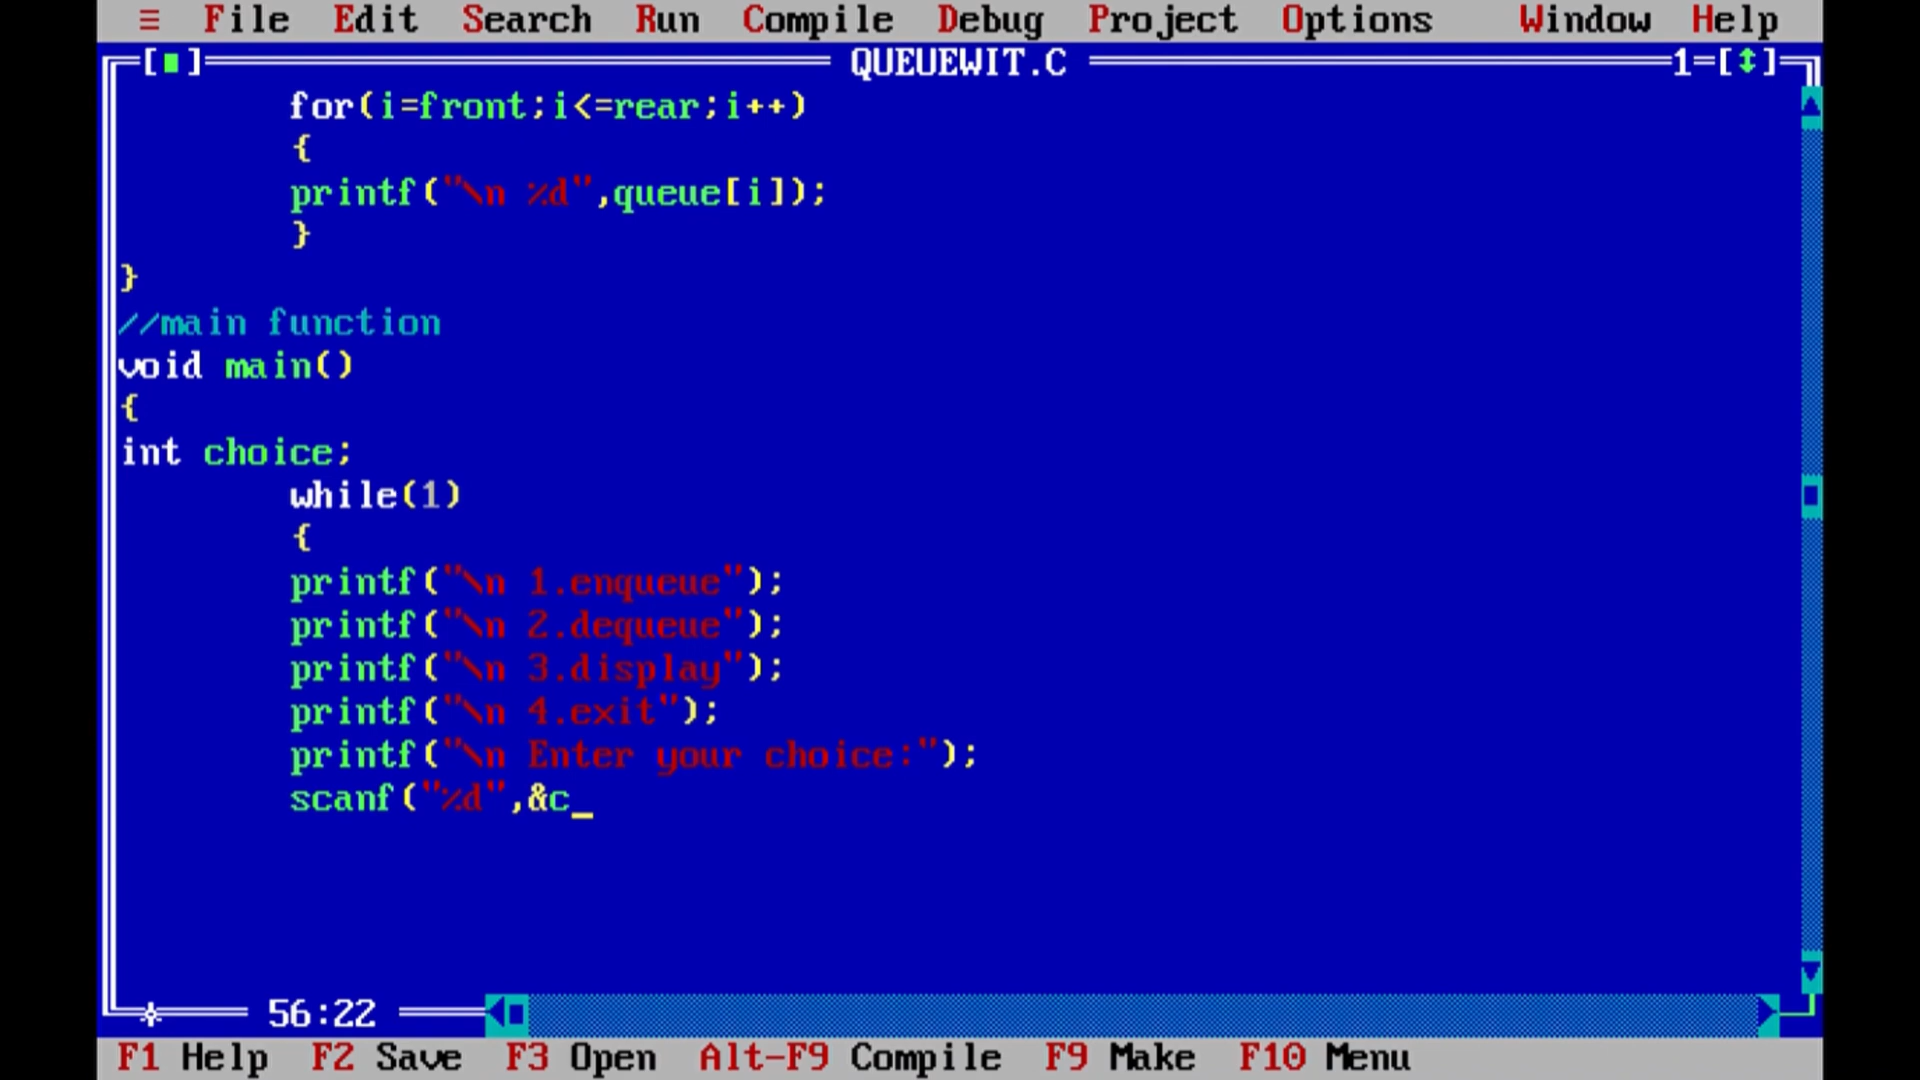 ≡ File Edit Search Run Compile Debug Project Options Window Help
[■] QUEUEWIT.C 1=[↕]
for(i=front;i<=rear;i++)
{
printf("\n %d",queue[i]);
}
}
//main function
void main()
{
int choice;
while(1)
{
printf("\n 1.enqueue");
printf("\n 2.dequeue");
printf("\n 3.display");
printf("\n 4.exit");
printf("\n Enter your choice:");
scanf("%d",&c_
56:22
F1 Help F2 Save F3 Open Alt-F9 Compile F9 Make F10 Menu